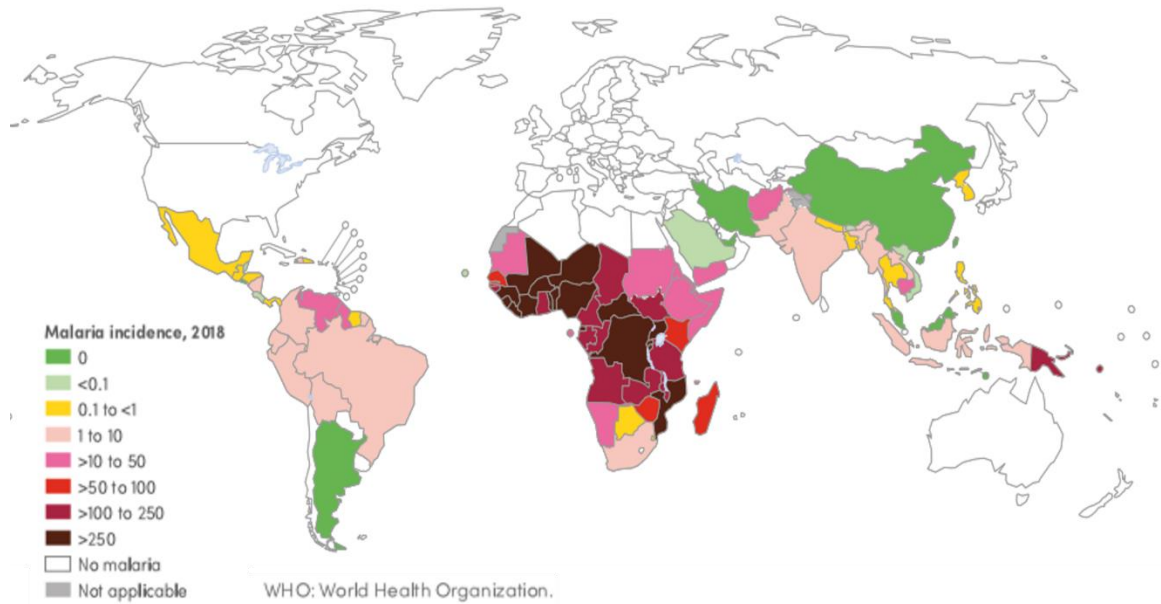 Malaria incidence, 2018
0
<0.1
0.1 to <1
1 to 10
>10 to 50
>50 to 100
>100 to 250
>250
No malaria
Not applicable
WHO: World Health Organization.